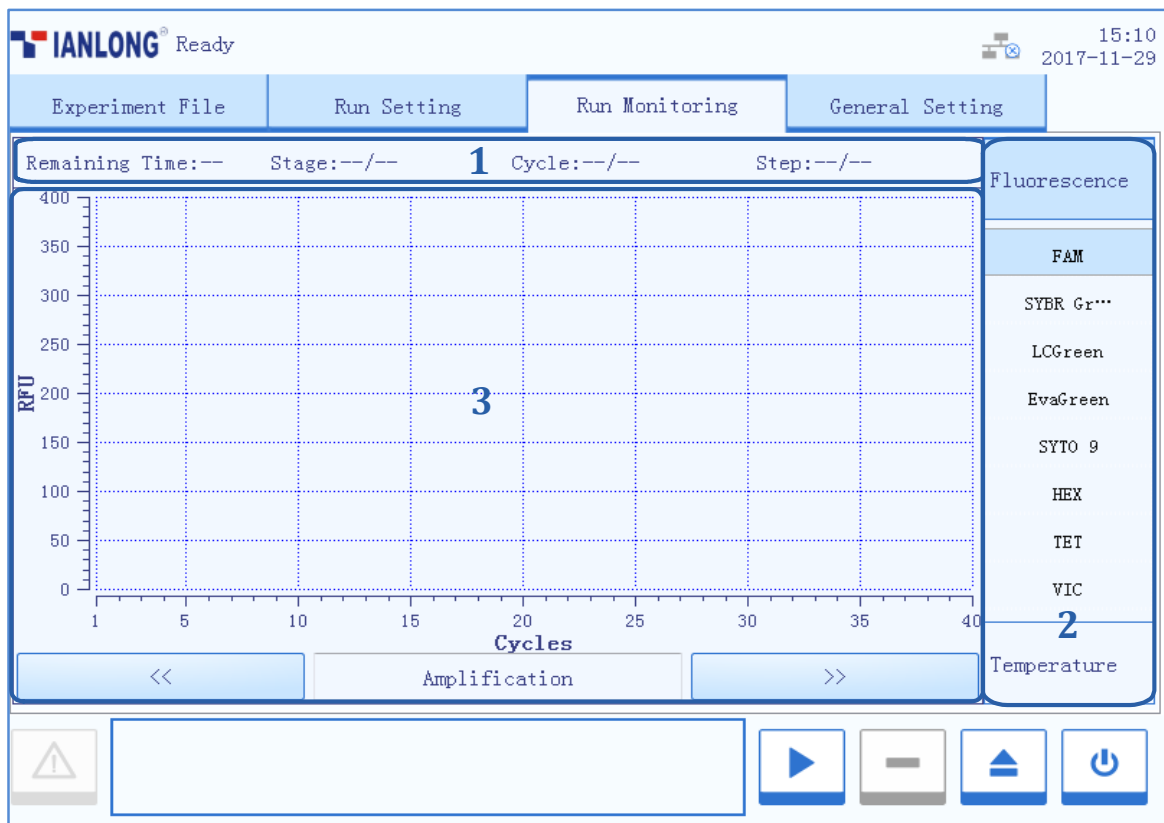 TIANLONG® Ready
15:10
2017-11-29
Experiment File Run Setting Run Monitoring General Setting
Remaining Time:-- Stage:--/-- 1 Cycle:--/-- Step:--/--
Fluorescence
FAM
SYBR Gr…
LCGreen
EvaGreen
SYTO 9
HEX
TET
VIC
2
Temperature
400
350
300
250
200
150
100
50
0
RFU
3
1 5 10 15 20 25 30 35 40
Cycles
<< Amplification >>